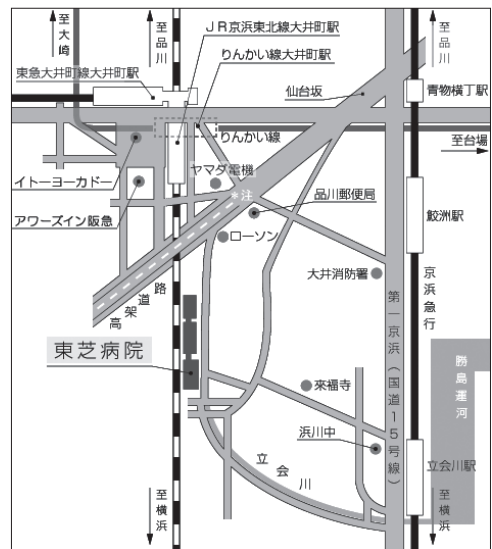 至大崎
至品川
JR京浜東北線大井町駅
至品川
りんかい線大井町駅
東急大井町線大井町駅
仙台坂
青物横丁駅
りんかい線
至台場
イトーヨーカドー
ヤマダ電機
＊注
品川郵便局
アワーズイン阪急
鮫洲駅
ローソン
大井消防署
高架道路
京浜急行
第一京浜（国道15号線）
東芝病院
勝島運河
來福寺
浜川中
立会川
立会川駅
至横浜
至横浜